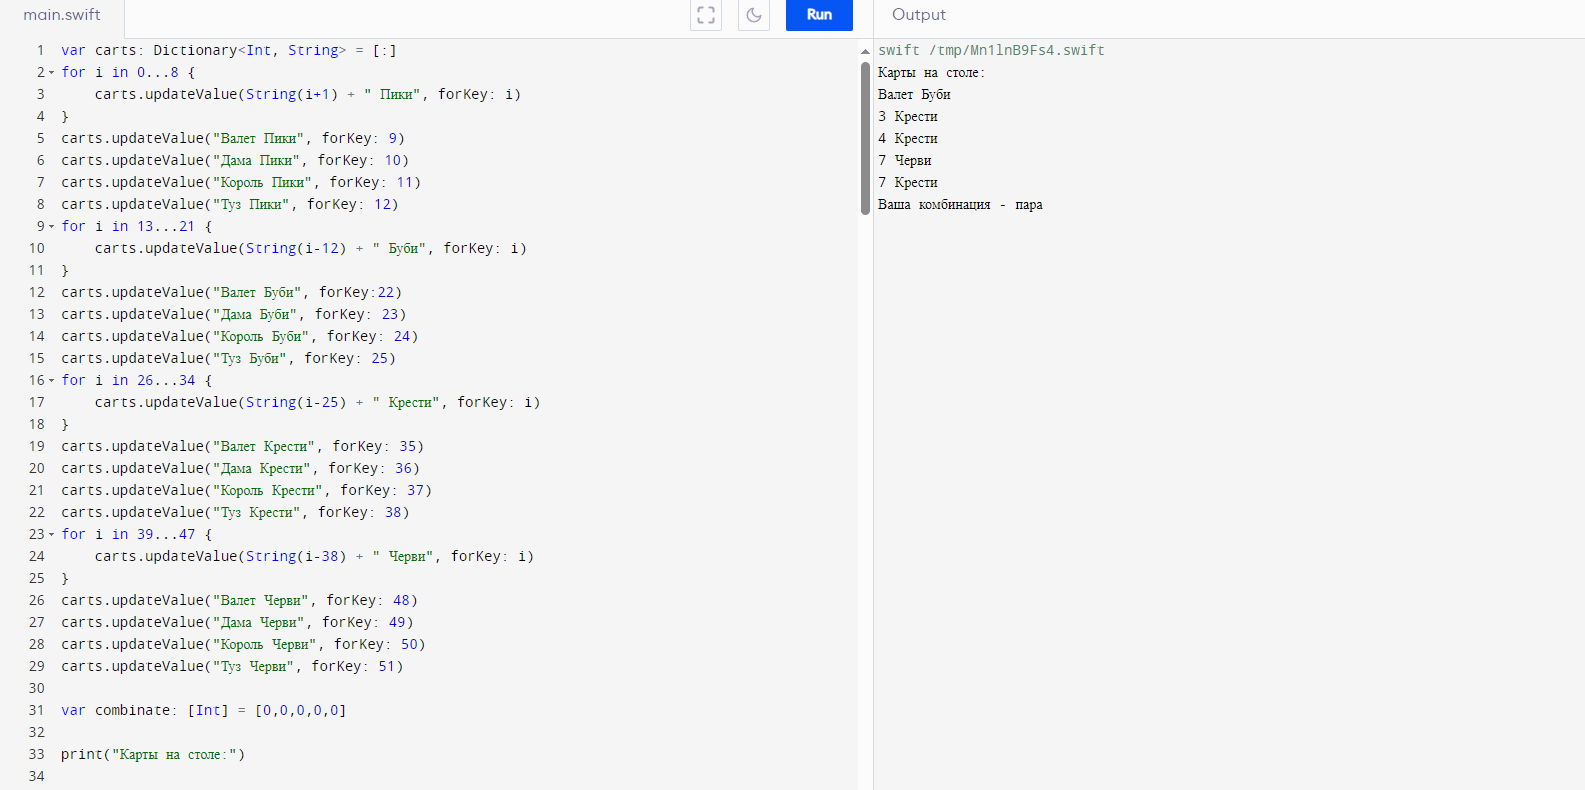 main.swift
Run
Output
1 var carts: Dictionary<Int, String> = [:]
2 for i in 0...8 {
3 carts.updateValue(String(i+1) + " Пики", forKey: i)
4 }
5 carts.updateValue("Валет Пики", forKey: 9)
6 carts.updateValue("Дама Пики", forKey: 10)
7 carts.updateValue("Король Пики", forKey: 11)
8 carts.updateValue("Туз Пики", forKey: 12)
9 for i in 13...21 {
10 carts.updateValue(String(i-12) + " Буби", forKey: i)
11 }
12 carts.updateValue("Валет Буби", forKey:22)
13 carts.updateValue("Дама Буби", forKey: 23)
14 carts.updateValue("Король Буби", forKey: 24)
15 carts.updateValue("Туз Буби", forKey: 25)
16 for i in 26...34 {
17 carts.updateValue(String(i-25) + " Крести", forKey: i)
18 }
19 carts.updateValue("Валет Крести", forKey: 35)
20 carts.updateValue("Дама Крести", forKey: 36)
21 carts.updateValue("Король Крести", forKey: 37)
22 carts.updateValue("Туз Крести", forKey: 38)
23 for i in 39...47 {
24 carts.updateValue(String(i-38) + " Черви", forKey: i)
25 }
26 carts.updateValue("Валет Черви", forKey: 48)
27 carts.updateValue("Дама Черви", forKey: 49)
28 carts.updateValue("Король Черви", forKey: 50)
29 carts.updateValue("Туз Черви", forKey: 51)
30
31 var combinate: [Int] = [0,0,0,0,0]
32
33 print("Карты на столе:")
34
swift /tmp/Mn1lnB9Fs4.swift
Карты на столе:
Валет Буби
3 Крести
4 Крести
7 Черви
7 Крести
Ваша комбинация - пара